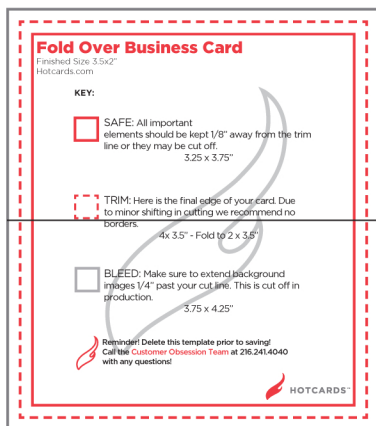 Fold Over Business Card
Finished Size 3.5x2"
Hotcards.com
KEY:
SAFE: All important
elements should be kept 1/8" away from the trim
line or they may be cut off.
3.25 x 3.75"
TRIM: Here is the final edge of your card. Due
to minor shifting in cutting we recommend no
borders.
4x 3.5" - Fold to 2 x 3.5"
BLEED: Make sure to extend background
images 1/4" past your cut line. This is cut off in
production.
3.75 x 4.25"
Reminder! Delete this template prior to saving!
Call the Customer Obsession Team at 216.241.4040
with any questions!
HOTCARDS™